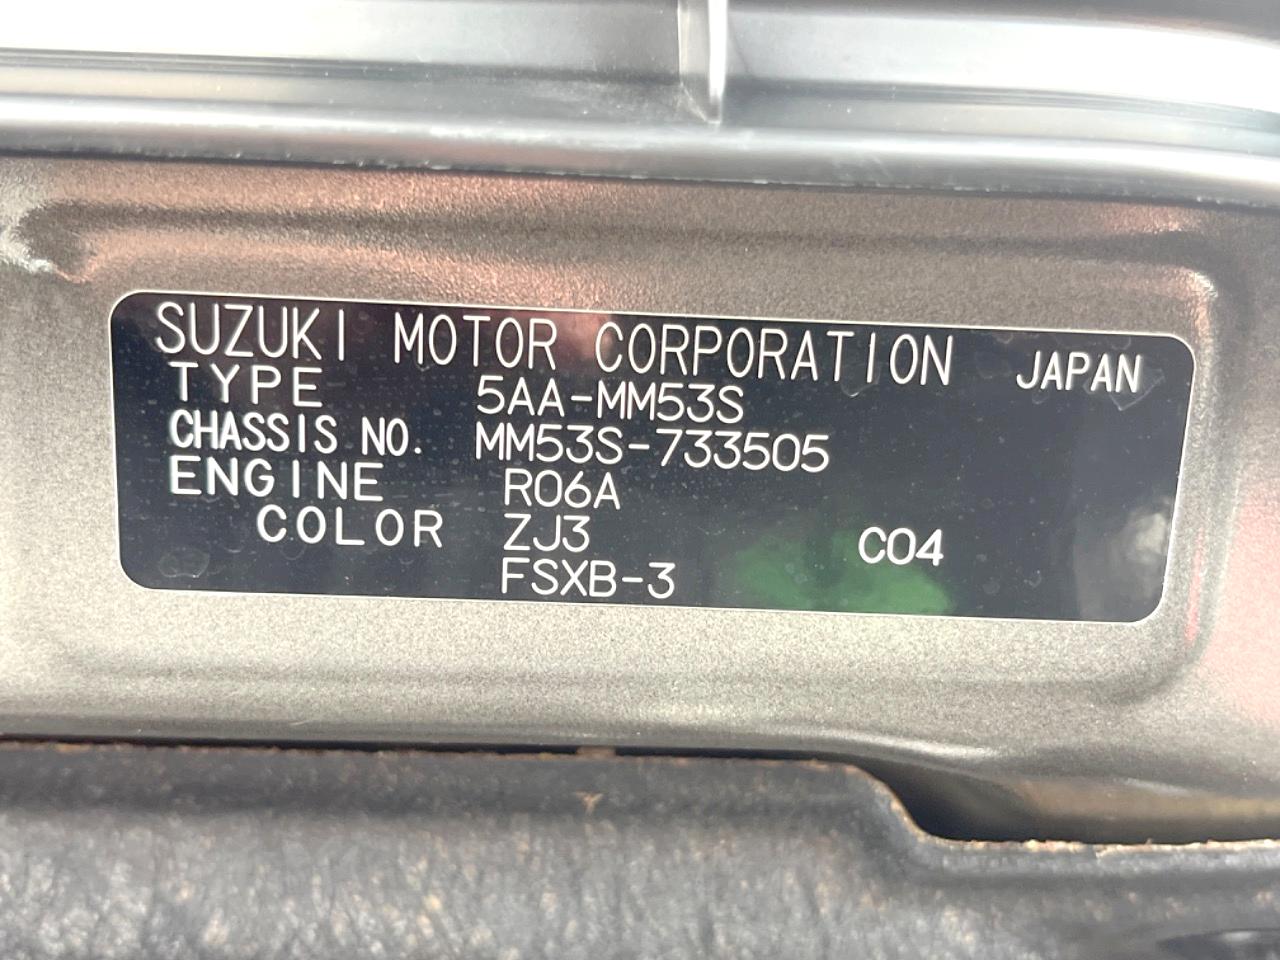 SUZUKI MOTOR CORPORATION JAPAN
TYPE 5AA-MM53S
CHASSIS NO. MM53S-733505
ENGINE R06A
COLOR ZJ3 C04
FSXB-3